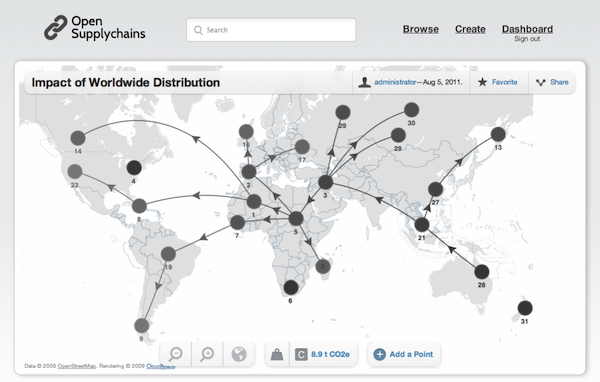 Open
Supplychains
Search
Browse
Create
Dashboard
Sign out
Impact of Worldwide Distribution
administrator—Aug 5, 2011.
Favorite
Share
29
30
28
13
14
16
17
4
23
2
3
27
8
1
7
5
21
19
26
6
31
9
8.9 t CO2e
Add a Point
Data © 2009 OpenStreetMap. Rendering © 2009